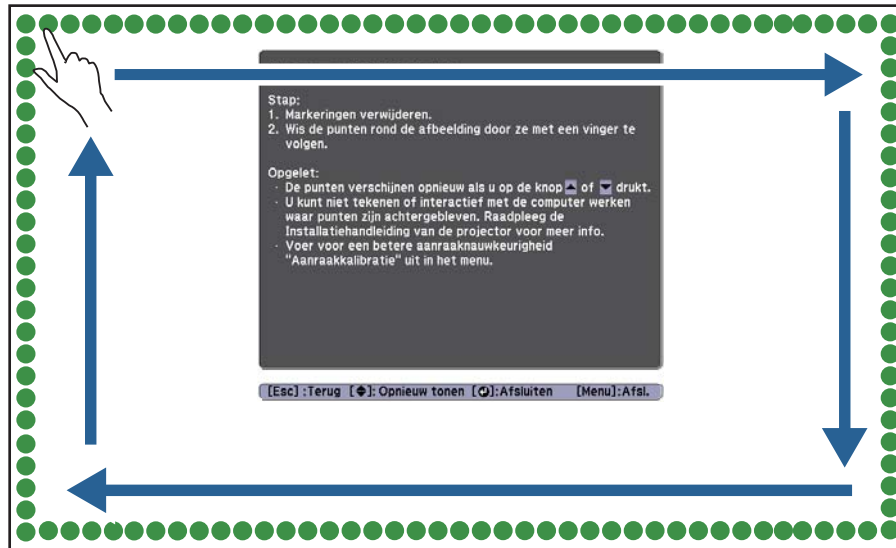 Stap:
1. Markeringen verwijderen.
2. Wis de punten rond de afbeelding door ze met een vinger te
volgen.
Opgelet:
· De punten verschijnen opnieuw als u op de knop ▲ of ▼ drukt.
· U kunt niet tekenen of interactief met de computer werken
waar punten zijn achtergebleven. Raadpleeg de
Installatiehandleiding van de projector voor meer info.
· Voer voor een betere aanraaknauwkeurigheid
"Aanraakkalibratie" uit in het menu.
[Esc] :Terug [◆]: Opnieuw tonen [↵]:Afsluiten [Menu]:Afsl.